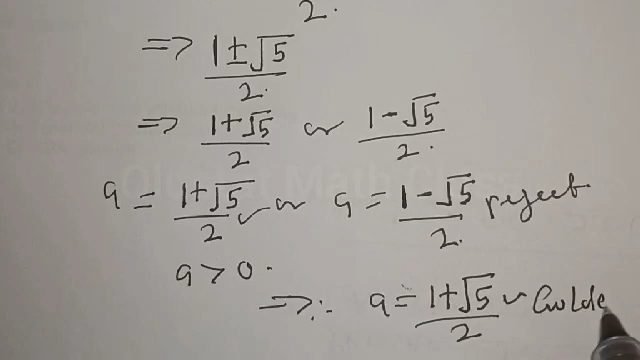 2.
=> 1±√5/2.
=> 1+√5/2 or 1-√5/2.
a = 1+√5/2 ✓ or a = 1-√5/2. reject
a > 0.
=> ∴ a = 1+√5/2 ~ Golde